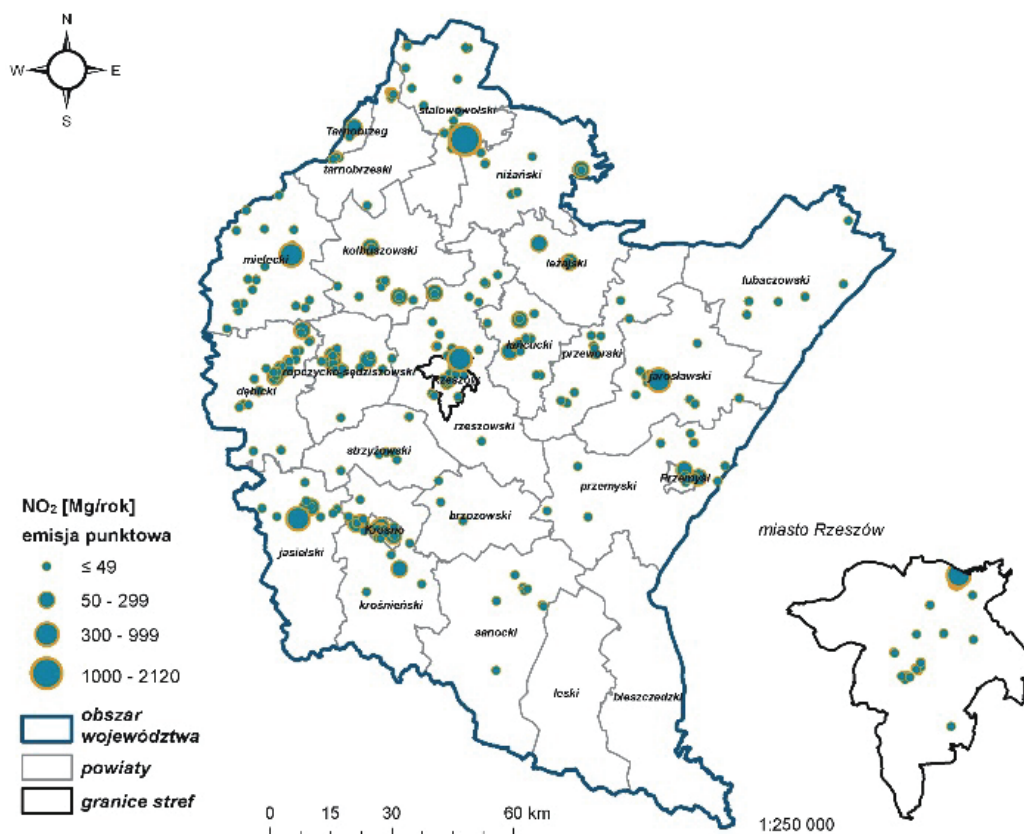 N
W
E
S
stalowowolski
Tarnobrzeg
tarnobrzeski
niżański
kolbuszowski
mielecki
leżajski
lubaczowski
łańcucki
przeworski
ropczycko-sędziszowski
Rzeszów
jarosławski
dębicki
rzeszowski
strzyżowski
przemyski
Przemyśl
brzozowski
Krosno
jasielski
krośnieński
sanocki
leski
bieszczadzki
miasto Rzeszów
NO₂ [Mg/rok]
emisja punktowa
≤ 49
50 - 299
300 - 999
1000 - 2120
obszar
województwa
powiaty
granice stref
0 15 30 60 km
1:250 000